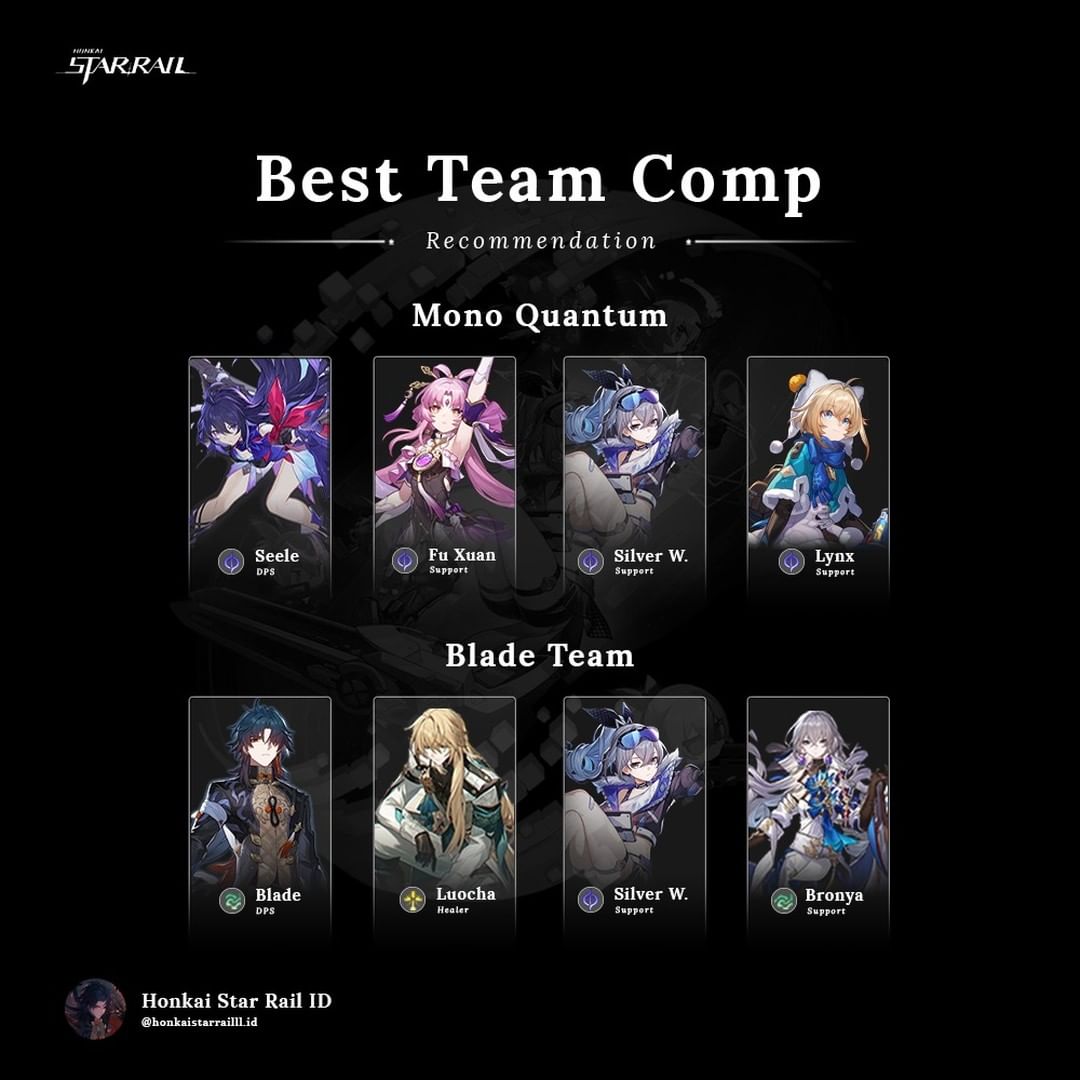 HONKAI
STAR RAIL
Best Team Comp
Recommendation
Mono Quantum
Seele
DPS
Fu Xuan
Support
Silver W.
Support
Lynx
Support
Blade Team
Blade
DPS
Luocha
Healer
Silver W.
Support
Bronya
Support
Honkai Star Rail ID
@honkaistarrailll.id